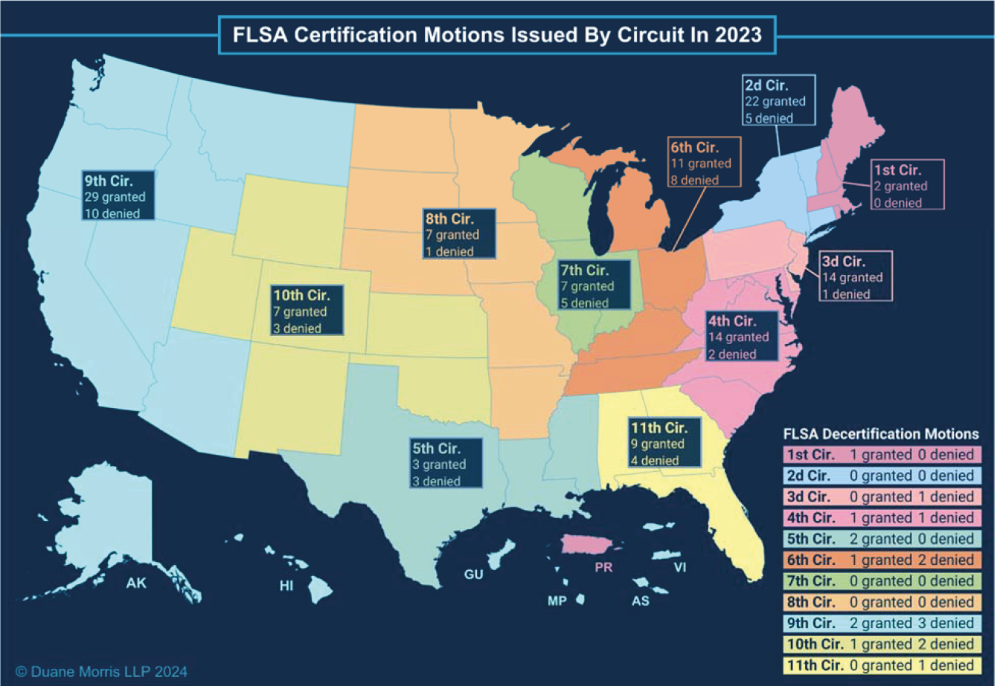 FLSA Certification Motions Issued By Circuit In 2023
2d Cir.
22 granted
5 denied
6th Cir.
11 granted
8 denied
1st Cir.
2 granted
0 denied
9th Cir.
29 granted
10 denied
8th Cir.
7 granted
1 denied
7th Cir.
7 granted
5 denied
3d Cir.
14 granted
1 denied
10th Cir.
7 granted
3 denied
4th Cir.
14 granted
2 denied
11th Cir.
9 granted
4 denied
5th Cir.
3 granted
3 denied
AK
HI
GU
MP
PR
AS
VI
FLSA Decertification Motions
1st Cir. 1 granted 0 denied
2d Cir. 0 granted 0 denied
3d Cir. 0 granted 1 denied
4th Cir. 1 granted 1 denied
5th Cir. 2 granted 0 denied
6th Cir. 1 granted 2 denied
7th Cir. 0 granted 0 denied
8th Cir. 0 granted 0 denied
9th Cir. 2 granted 3 denied
10th Cir. 1 granted 2 denied
11th Cir. 0 granted 1 denied
© Duane Morris LLP 2024